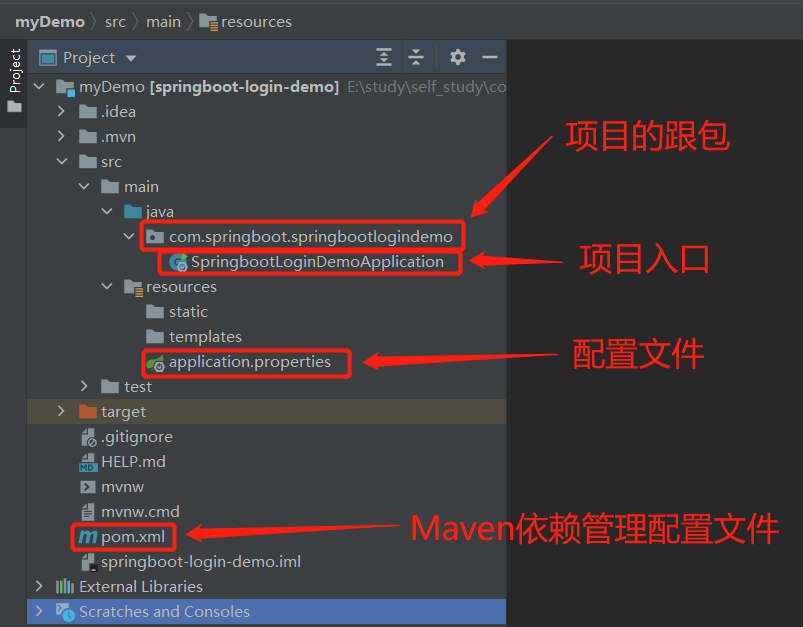 myDemo src main resources
Project
Project
myDemo [springboot-login-demo] E:\study\self_study\co
.idea
.mvn
src
main
java
com.springboot.springbootlogindemo
SpringbootLoginDemoApplication
resources
static
templates
application.properties
test
target
.gitignore
HELP.md
mvnw
mvnw.cmd
pom.xml
springboot-login-demo.iml
External Libraries
Scratches and Consoles
项目的跟包
项目入口
配置文件
Maven依赖管理配置文件